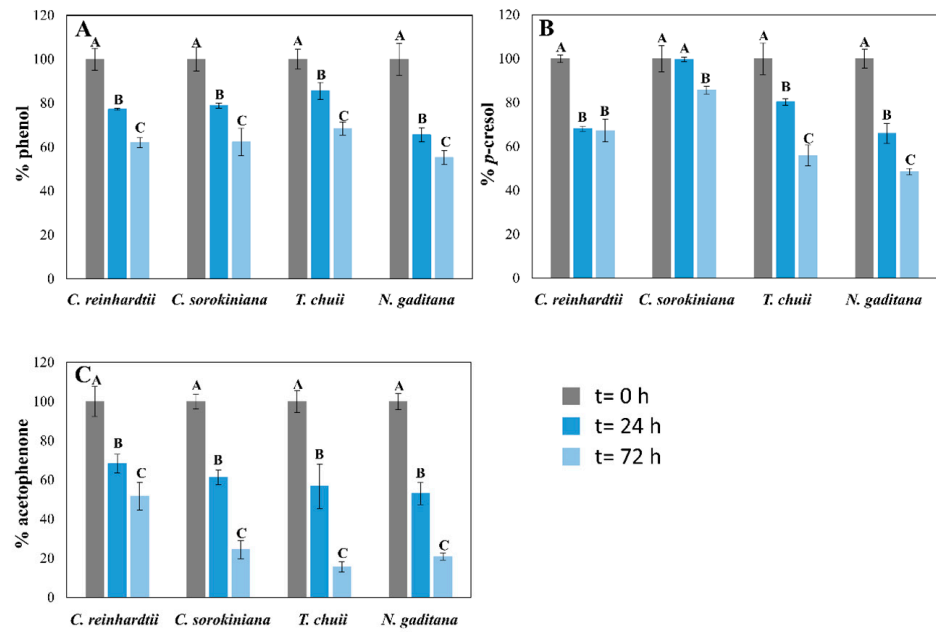 A
% phenol
120
100
80
60
40
20
0
A B C
A B C
A B C
A B C
C. reinhardtii C. sorokiniana T. chuii N. gaditana
B
% p-cresol
120
100
80
60
40
20
0
A B B
A A B
A B C
A B C
C. reinhardtii C. sorokiniana T. chuii N. gaditana
C
% acetophenone
120
100
80
60
40
20
0
A B C
A B C
A B C
A B C
C. reinhardtii C. sorokiniana T. chuii N. gaditana
t= 0 h
t= 24 h
t= 72 h